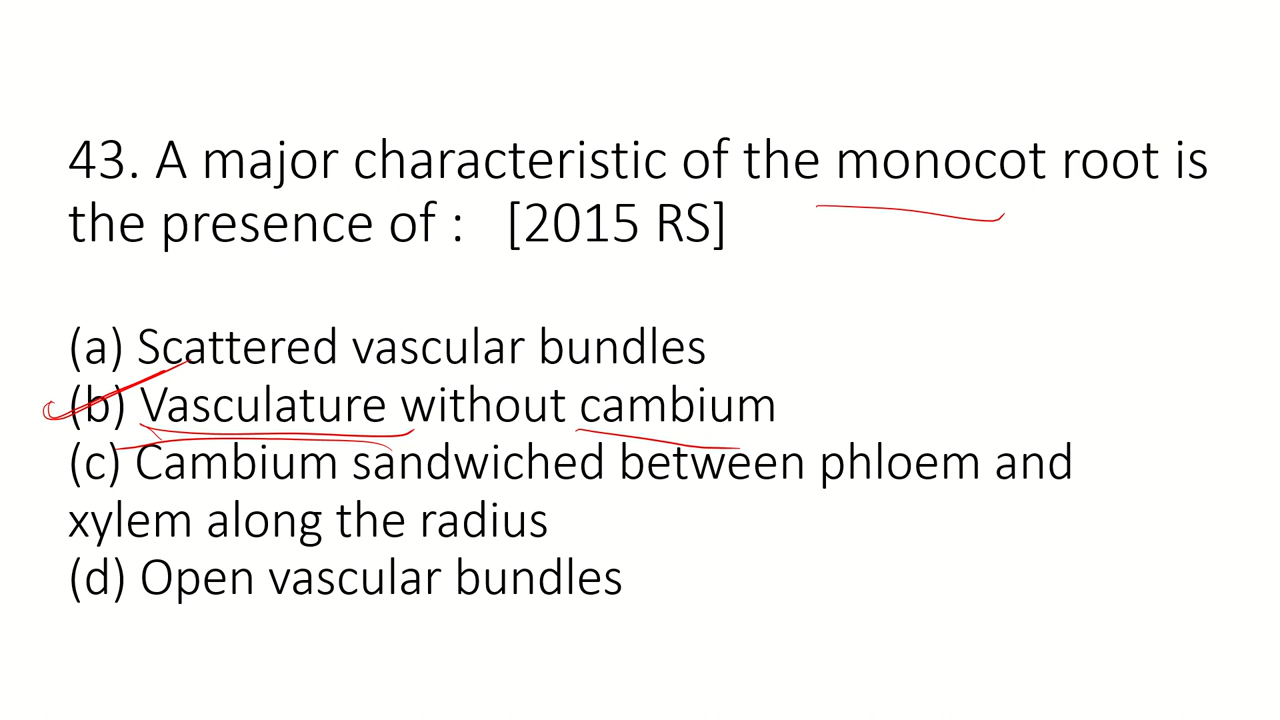 43. A major characteristic of the monocot root is
the presence of : [2015 RS]
(a) Scattered vascular bundles
(b) Vasculature without cambium
(c) Cambium sandwiched between phloem and
xylem along the radius
(d) Open vascular bundles